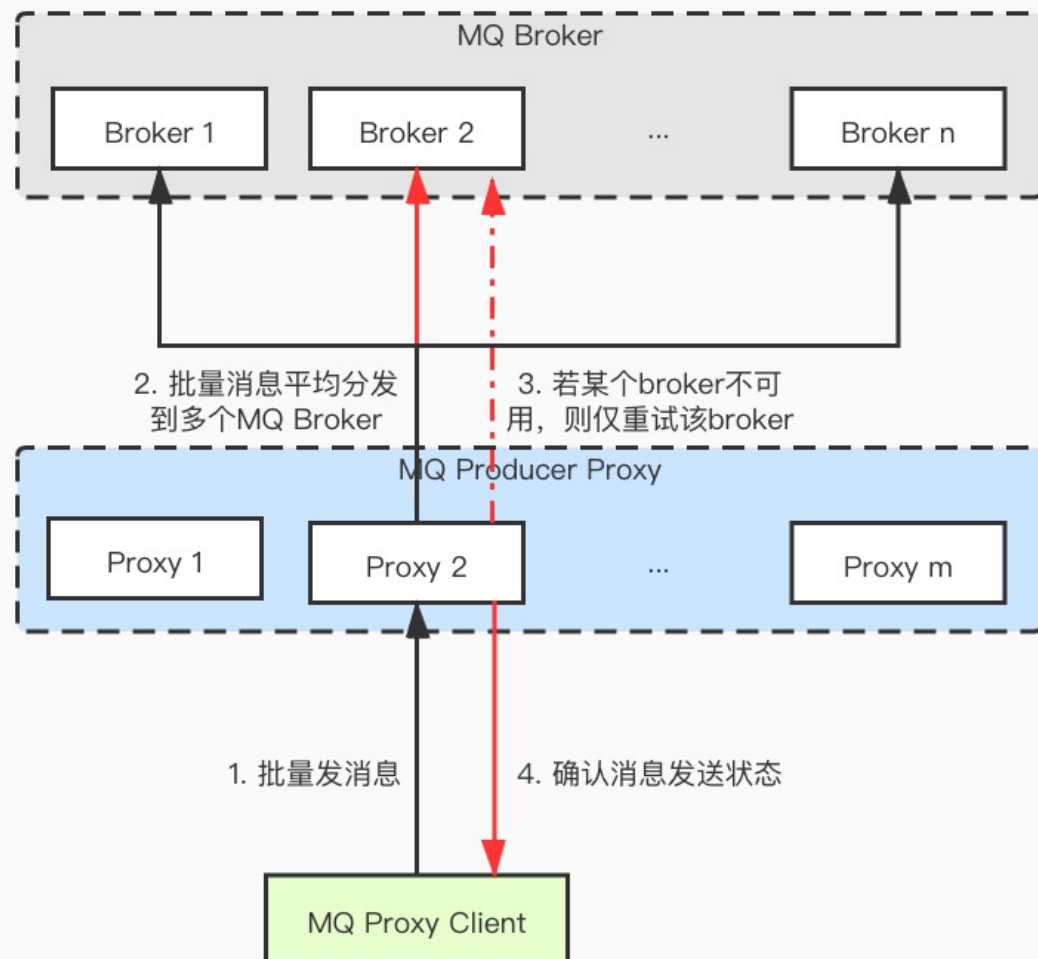 MQ Broker
Broker 1
Broker 2
...
Broker n
2. 批量消息平均分发
到多个MQ Broker
3. 若某个broker不可
用，则仅重试该broker
MQ Producer Proxy
Proxy 1
Proxy 2
...
Proxy m
1. 批量发消息
4. 确认消息发送状态
MQ Proxy Client